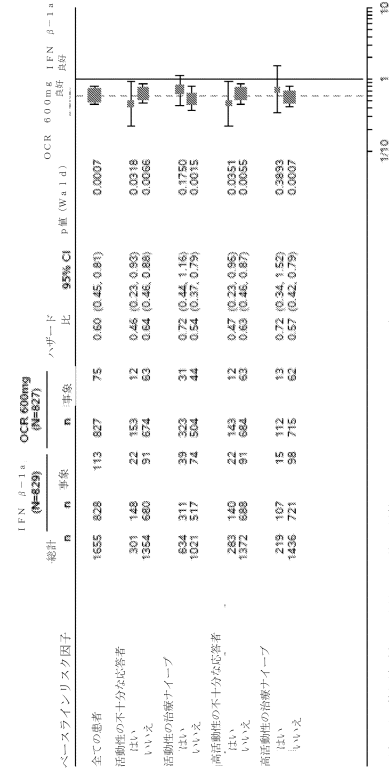 IFN β-1a OCR 600mg
(N=829) (N=827)
総計 ハザード OCR 600mg IFN β-1a
ベースラインリスク因子 n n 事象 n 事象 比 95% CI p値 (Wald) 良好 良好
全ての患者 1655 828 113 827 75 0.60 (0.45, 0.81) 0.0007
活動性の不十分な応答者
はい 301 148 22 153 12 0.46 (0.23, 0.93) 0.0318
いいえ 1354 680 91 674 63 0.64 (0.46, 0.88) 0.0066
活動性の治療ナイーブ
はい 634 311 39 323 31 0.72 (0.44, 1.16) 0.1750
いいえ 1021 517 74 504 44 0.54 (0.37, 0.79) 0.0015
高活動性の不十分な応答者
はい 283 140 22 143 12 0.47 (0.23, 0.95) 0.0351
いいえ 1372 688 91 684 63 0.63 (0.46, 0.87) 0.0055
高活動性の治療ナイーブ
はい 219 107 15 112 13 0.72 (0.34, 1.52) 0.3893
いいえ 1436 721 98 715 62 0.57 (0.42, 0.79) 0.0007
1/10 1 10